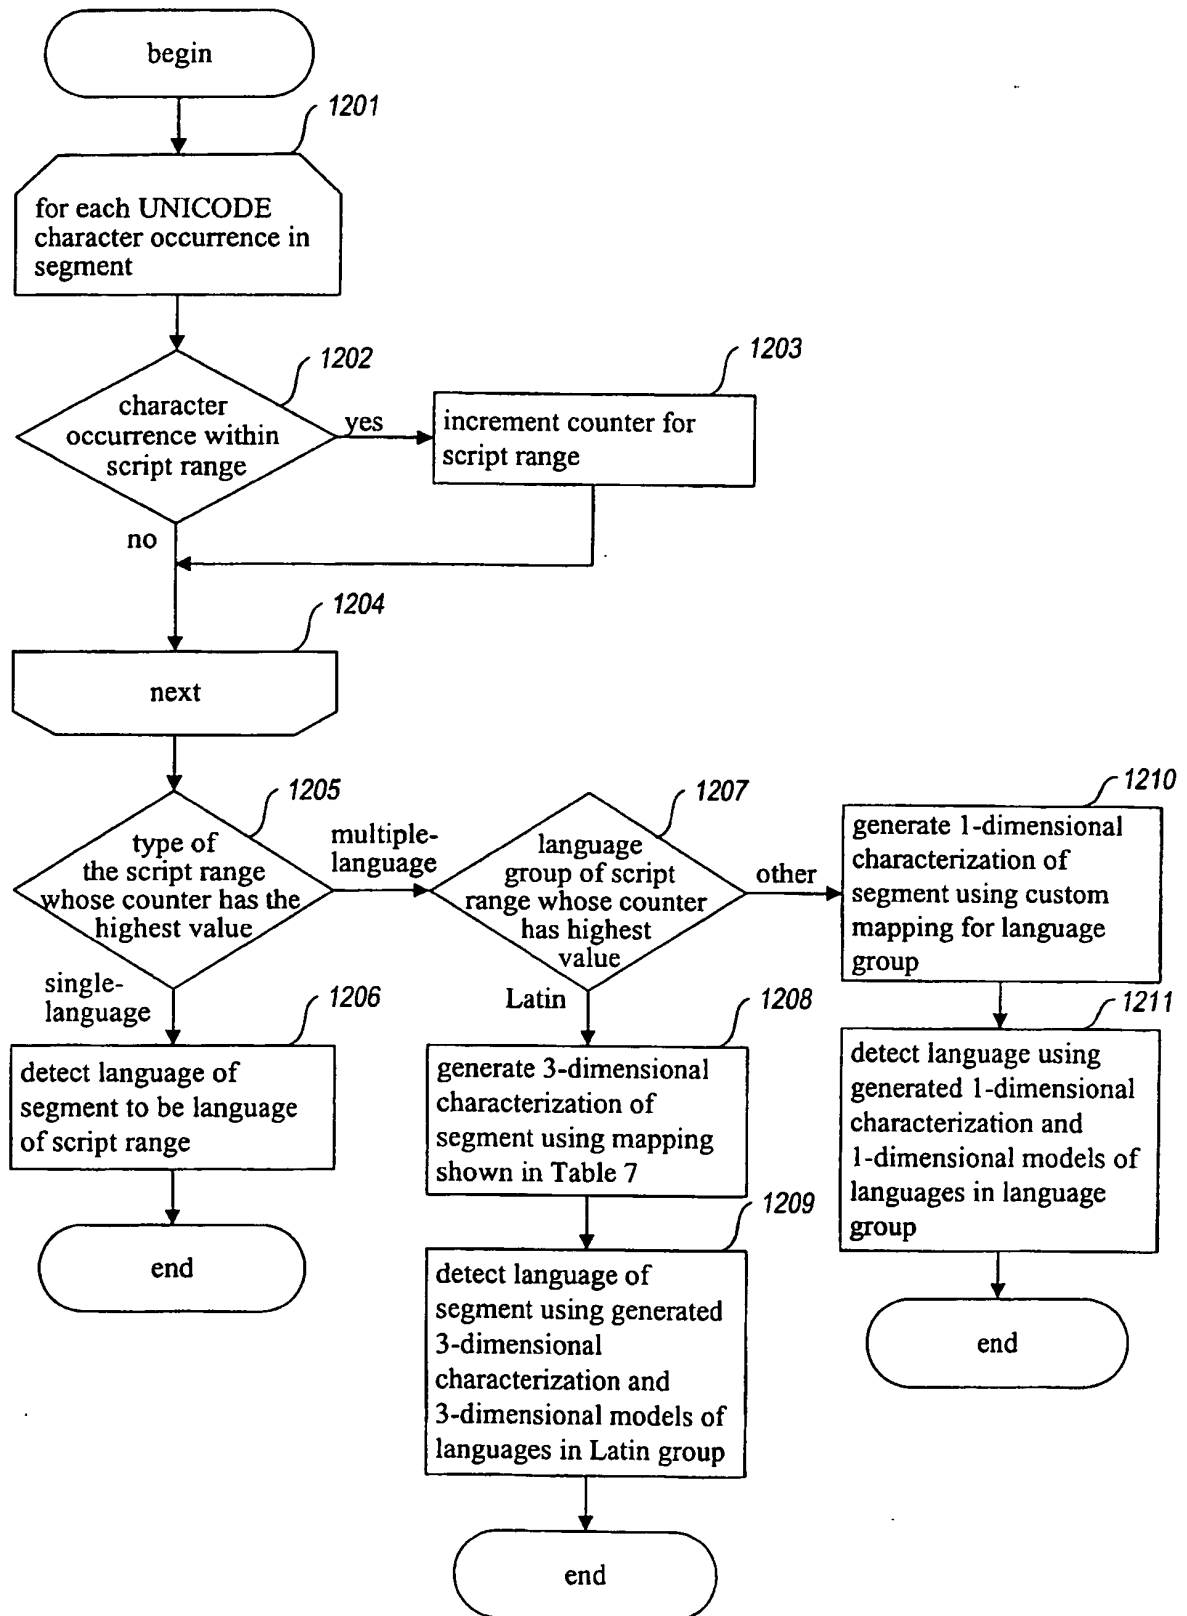 begin
1201
for each UNICODE
character occurrence in
segment
1202
character
occurrence within
script range
yes
no
1203
increment counter for
script range
1204
next
1205
type of
the script range
whose counter has the
highest value
multiple-
language
single-
language
1206
detect language of
segment to be language
of script range
end
1207
language
group of script
range whose counter
has highest
value
other
Latin
1208
generate 3-dimensional
characterization of
segment using mapping
shown in Table 7
1209
detect language of
segment using generated
3-dimensional
characterization and
3-dimensional models of
languages in Latin group
end
1210
generate 1-dimensional
characterization of
segment using custom
mapping for language
group
1211
detect language using
generated 1-dimensional
characterization and
1-dimensional models of
languages in language
group
end